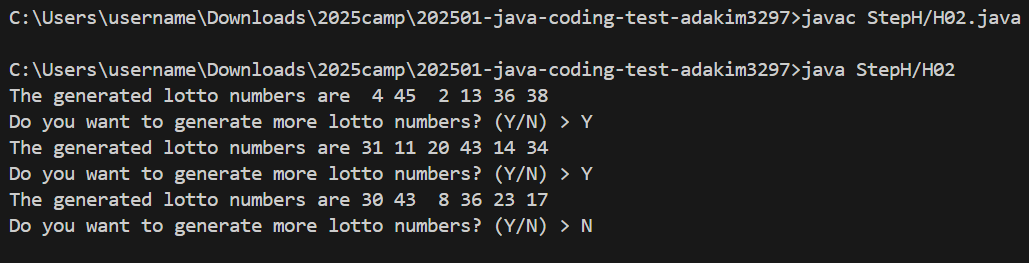 C:\Users\username\Downloads\2025camp\202501-java-coding-test-adakim3297>javac StepH/H02.java
C:\Users\username\Downloads\2025camp\202501-java-coding-test-adakim3297>java StepH/H02
The generated lotto numbers are  4 45  2 13 36 38
Do you want to generate more lotto numbers? (Y/N) > Y
The generated lotto numbers are 31 11 20 43 14 34
Do you want to generate more lotto numbers? (Y/N) > Y
The generated lotto numbers are 30 43  8 36 23 17
Do you want to generate more lotto numbers? (Y/N) > N